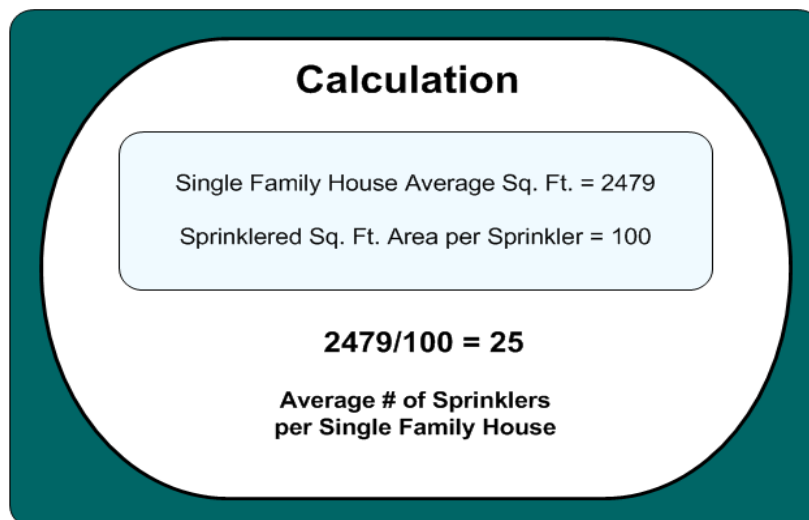 Calculation
Single Family House Average Sq. Ft. = 2479
Sprinklered Sq. Ft. Area per Sprinkler = 100
2479/100 = 25
Average # of Sprinklers
per Single Family House